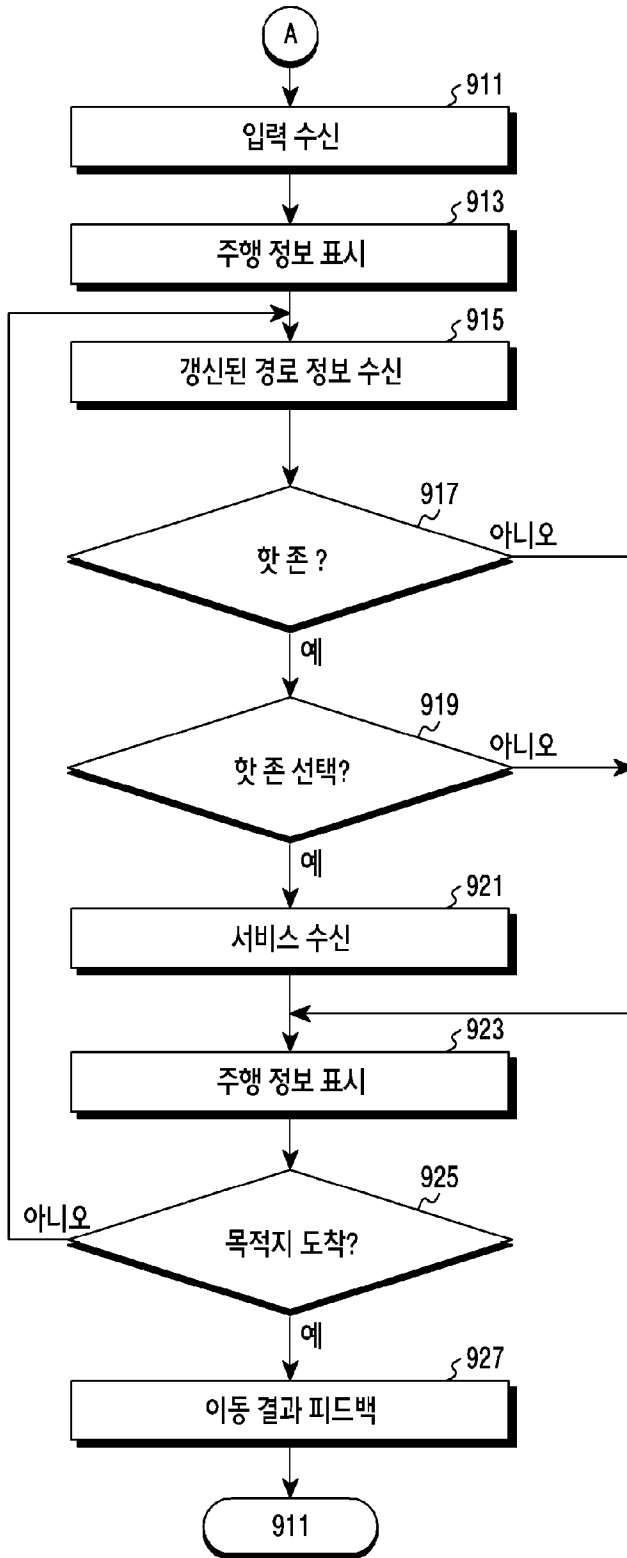 A
911
입력 수신
913
주행 정보 표시
915
갱신된 경로 정보 수신
917
핫 존 ?
아니오
예
919
핫 존 선택?
아니오
예
921
서비스 수신
923
주행 정보 표시
925
아니오
목적지 도착?
예
927
이동 결과 피드백
911